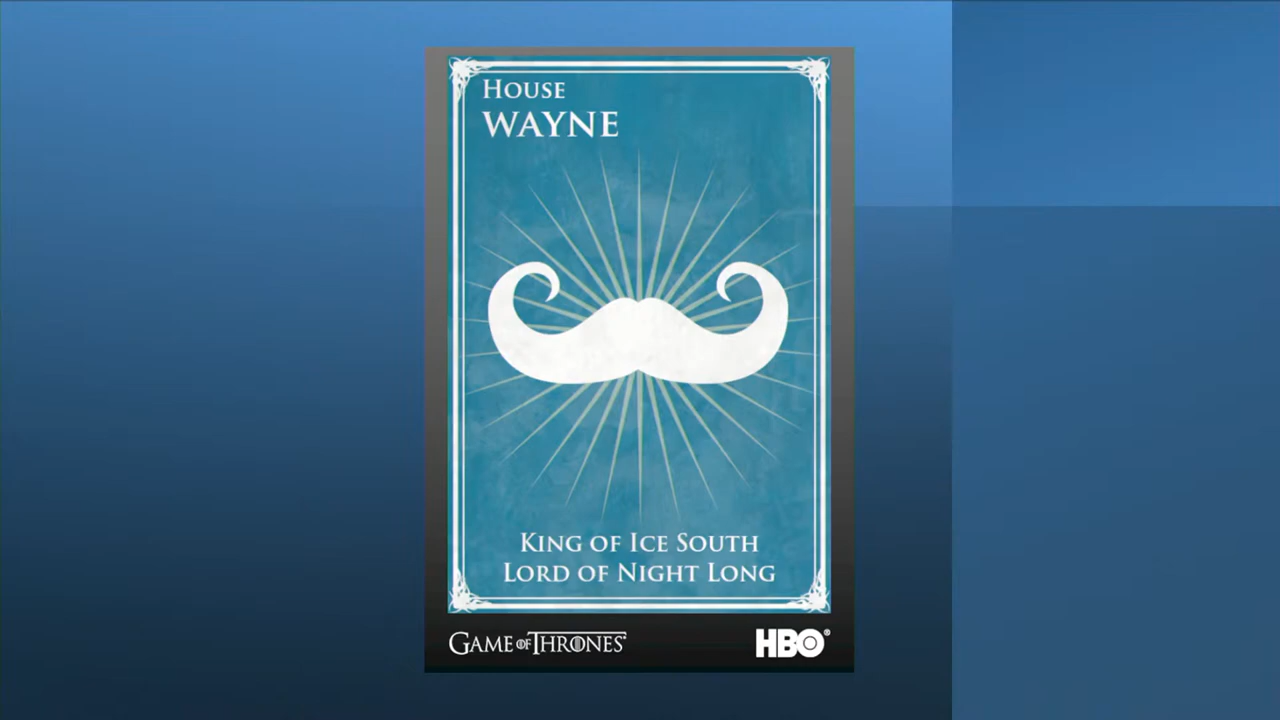 House
WAYNE
King of Ice South
Lord of Night Long
Game of Thrones
HBO®